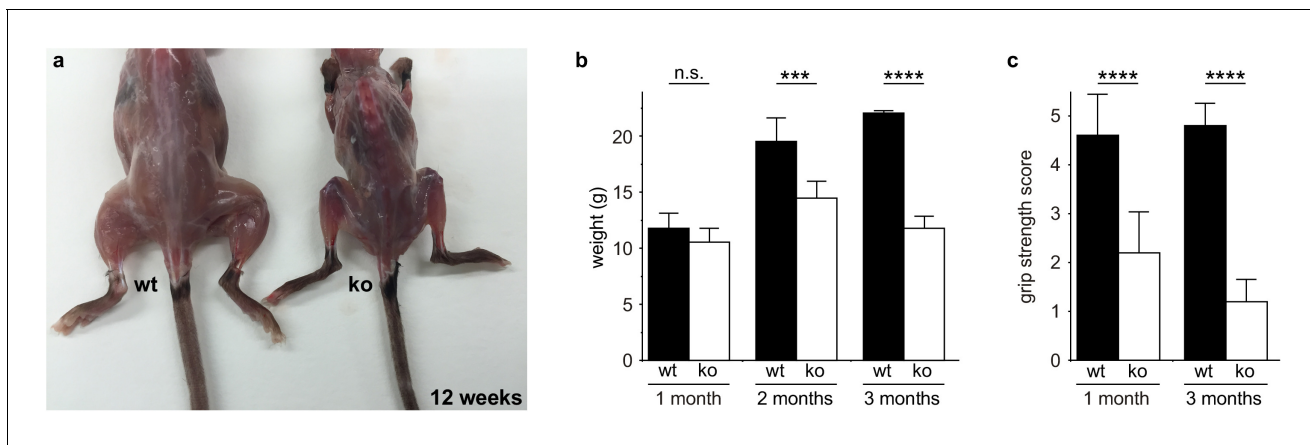 a
wt
ko
12 weeks
b
n.s.
***
****
weight (g)
20
15
10
5
0
wt ko wt ko wt ko
1 month 2 months 3 months
c
****
****
grip strength score
5
4
3
2
1
0
wt ko wt ko
1 month 3 months